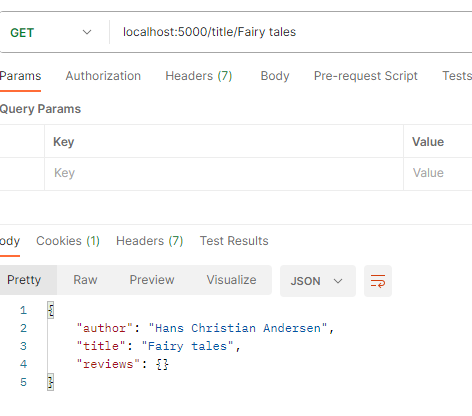 GET localhost:5000/title/Fairy tales
Params Authorization Headers (7) Body Pre-request Script Tests
Query Params
Key Value
Key Value
ody Cookies (1) Headers (7) Test Results
Pretty Raw Preview Visualize JSON
1 {
2 "author": "Hans Christian Andersen",
3 "title": "Fairy tales",
4 "reviews": {}
5 }